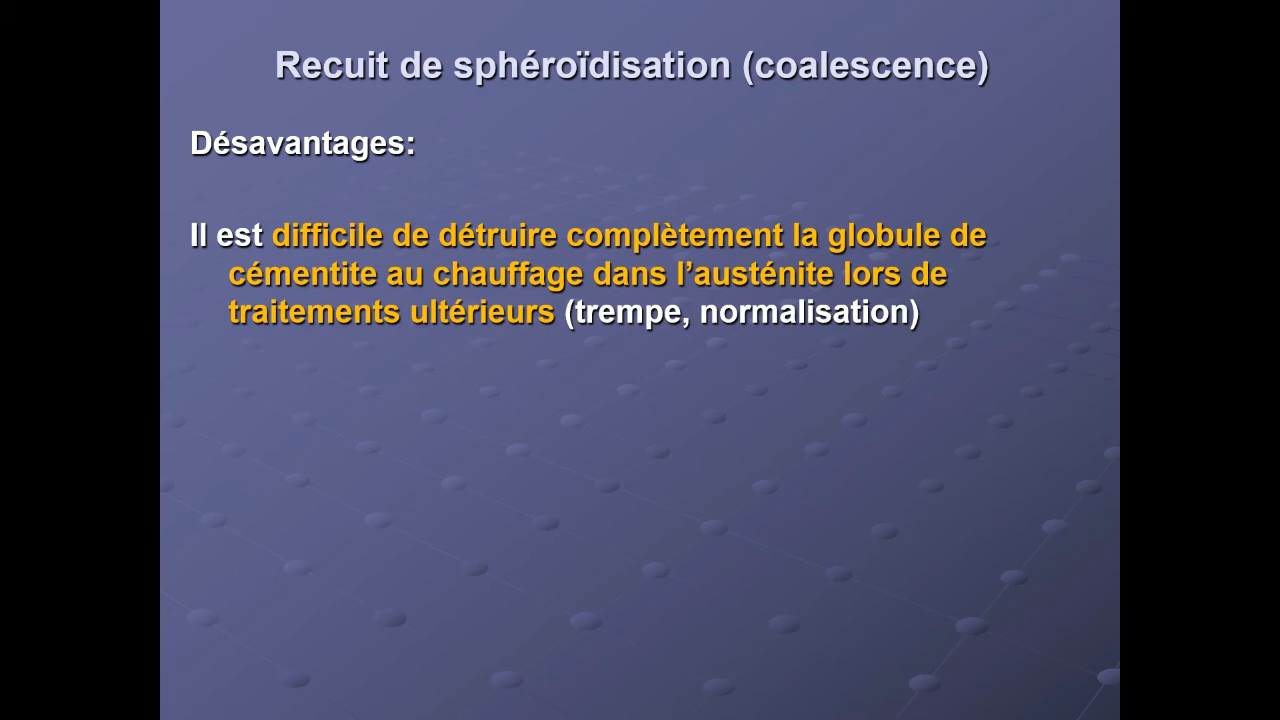 Recuit de sphéroïdisation (coalescence)
Désavantages:
Il est difficile de détruire complètement la globule de
cémentite au chauffage dans l’austénite lors de
traitements ultérieurs (trempe, normalisation)